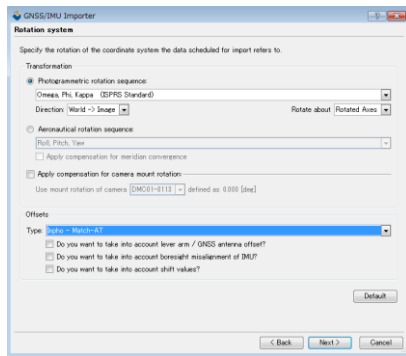 GNSS/IMU Importer
Rotation system
Specify the rotation of the coordinate system the data scheduled for import refers to.
Transformation
Photogrammetric rotation sequence:
Omega, Phi, Kappa (ISPRS Standard)
Direction: World -> Image Rotate about Rotated Axes
Aeronautical rotation sequence:
Roll, Pitch, Yaw
Apply compensation for meridian convergence
Apply compensation for camera mount rotation
Use mount rotation of camera DMC01-0113 defined as 0.000 [deg]
Offsets
Type: Inpho - Match-AT
Do you want to take into account lever arm / GNSS antenna offset?
Do you want to take into account boresight misalignment of IMU?
Do you want to take into account shift values?
Default
< Back Next > Cancel